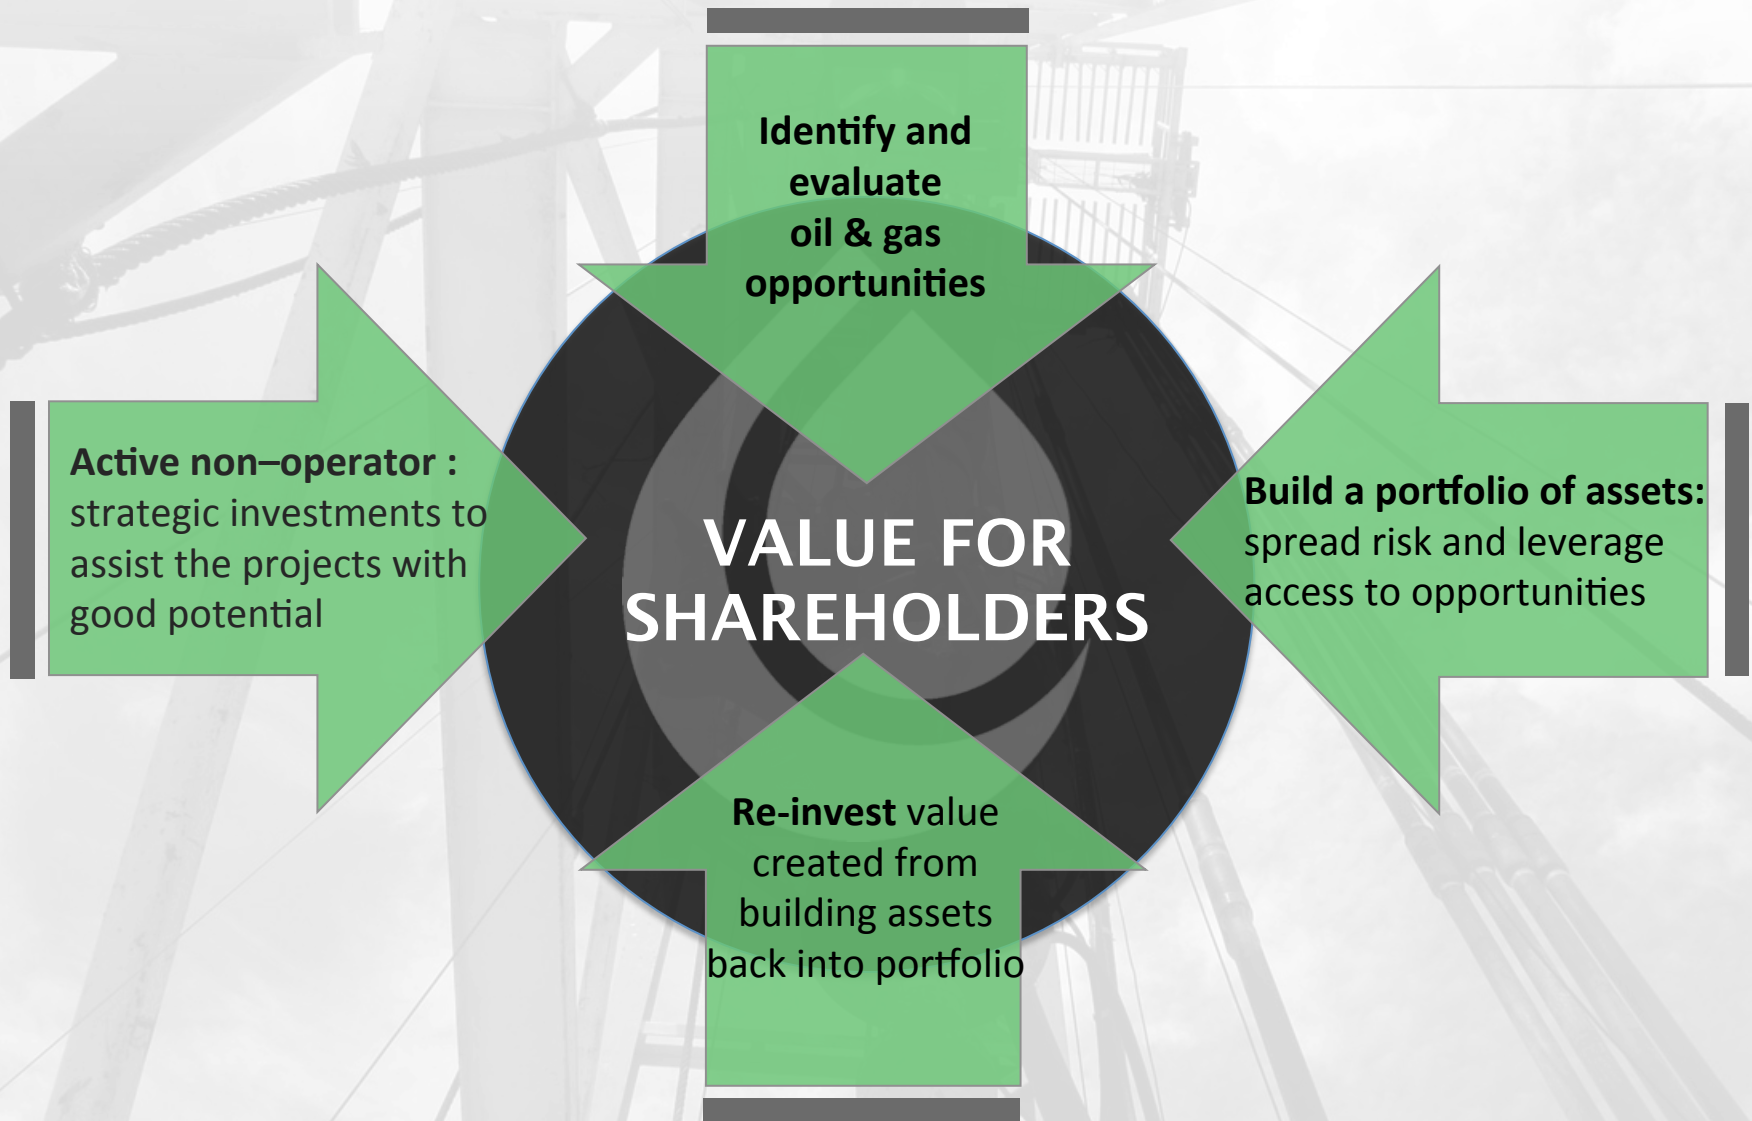 Identify and
evaluate
oil & gas
opportunities
Active non–operator :
strategic investments to
assist the projects with
good potential
VALUE FOR
SHAREHOLDERS
Build a portfolio of assets:
spread risk and leverage
access to opportunities
Re-invest value
created from
building assets
back into portfolio